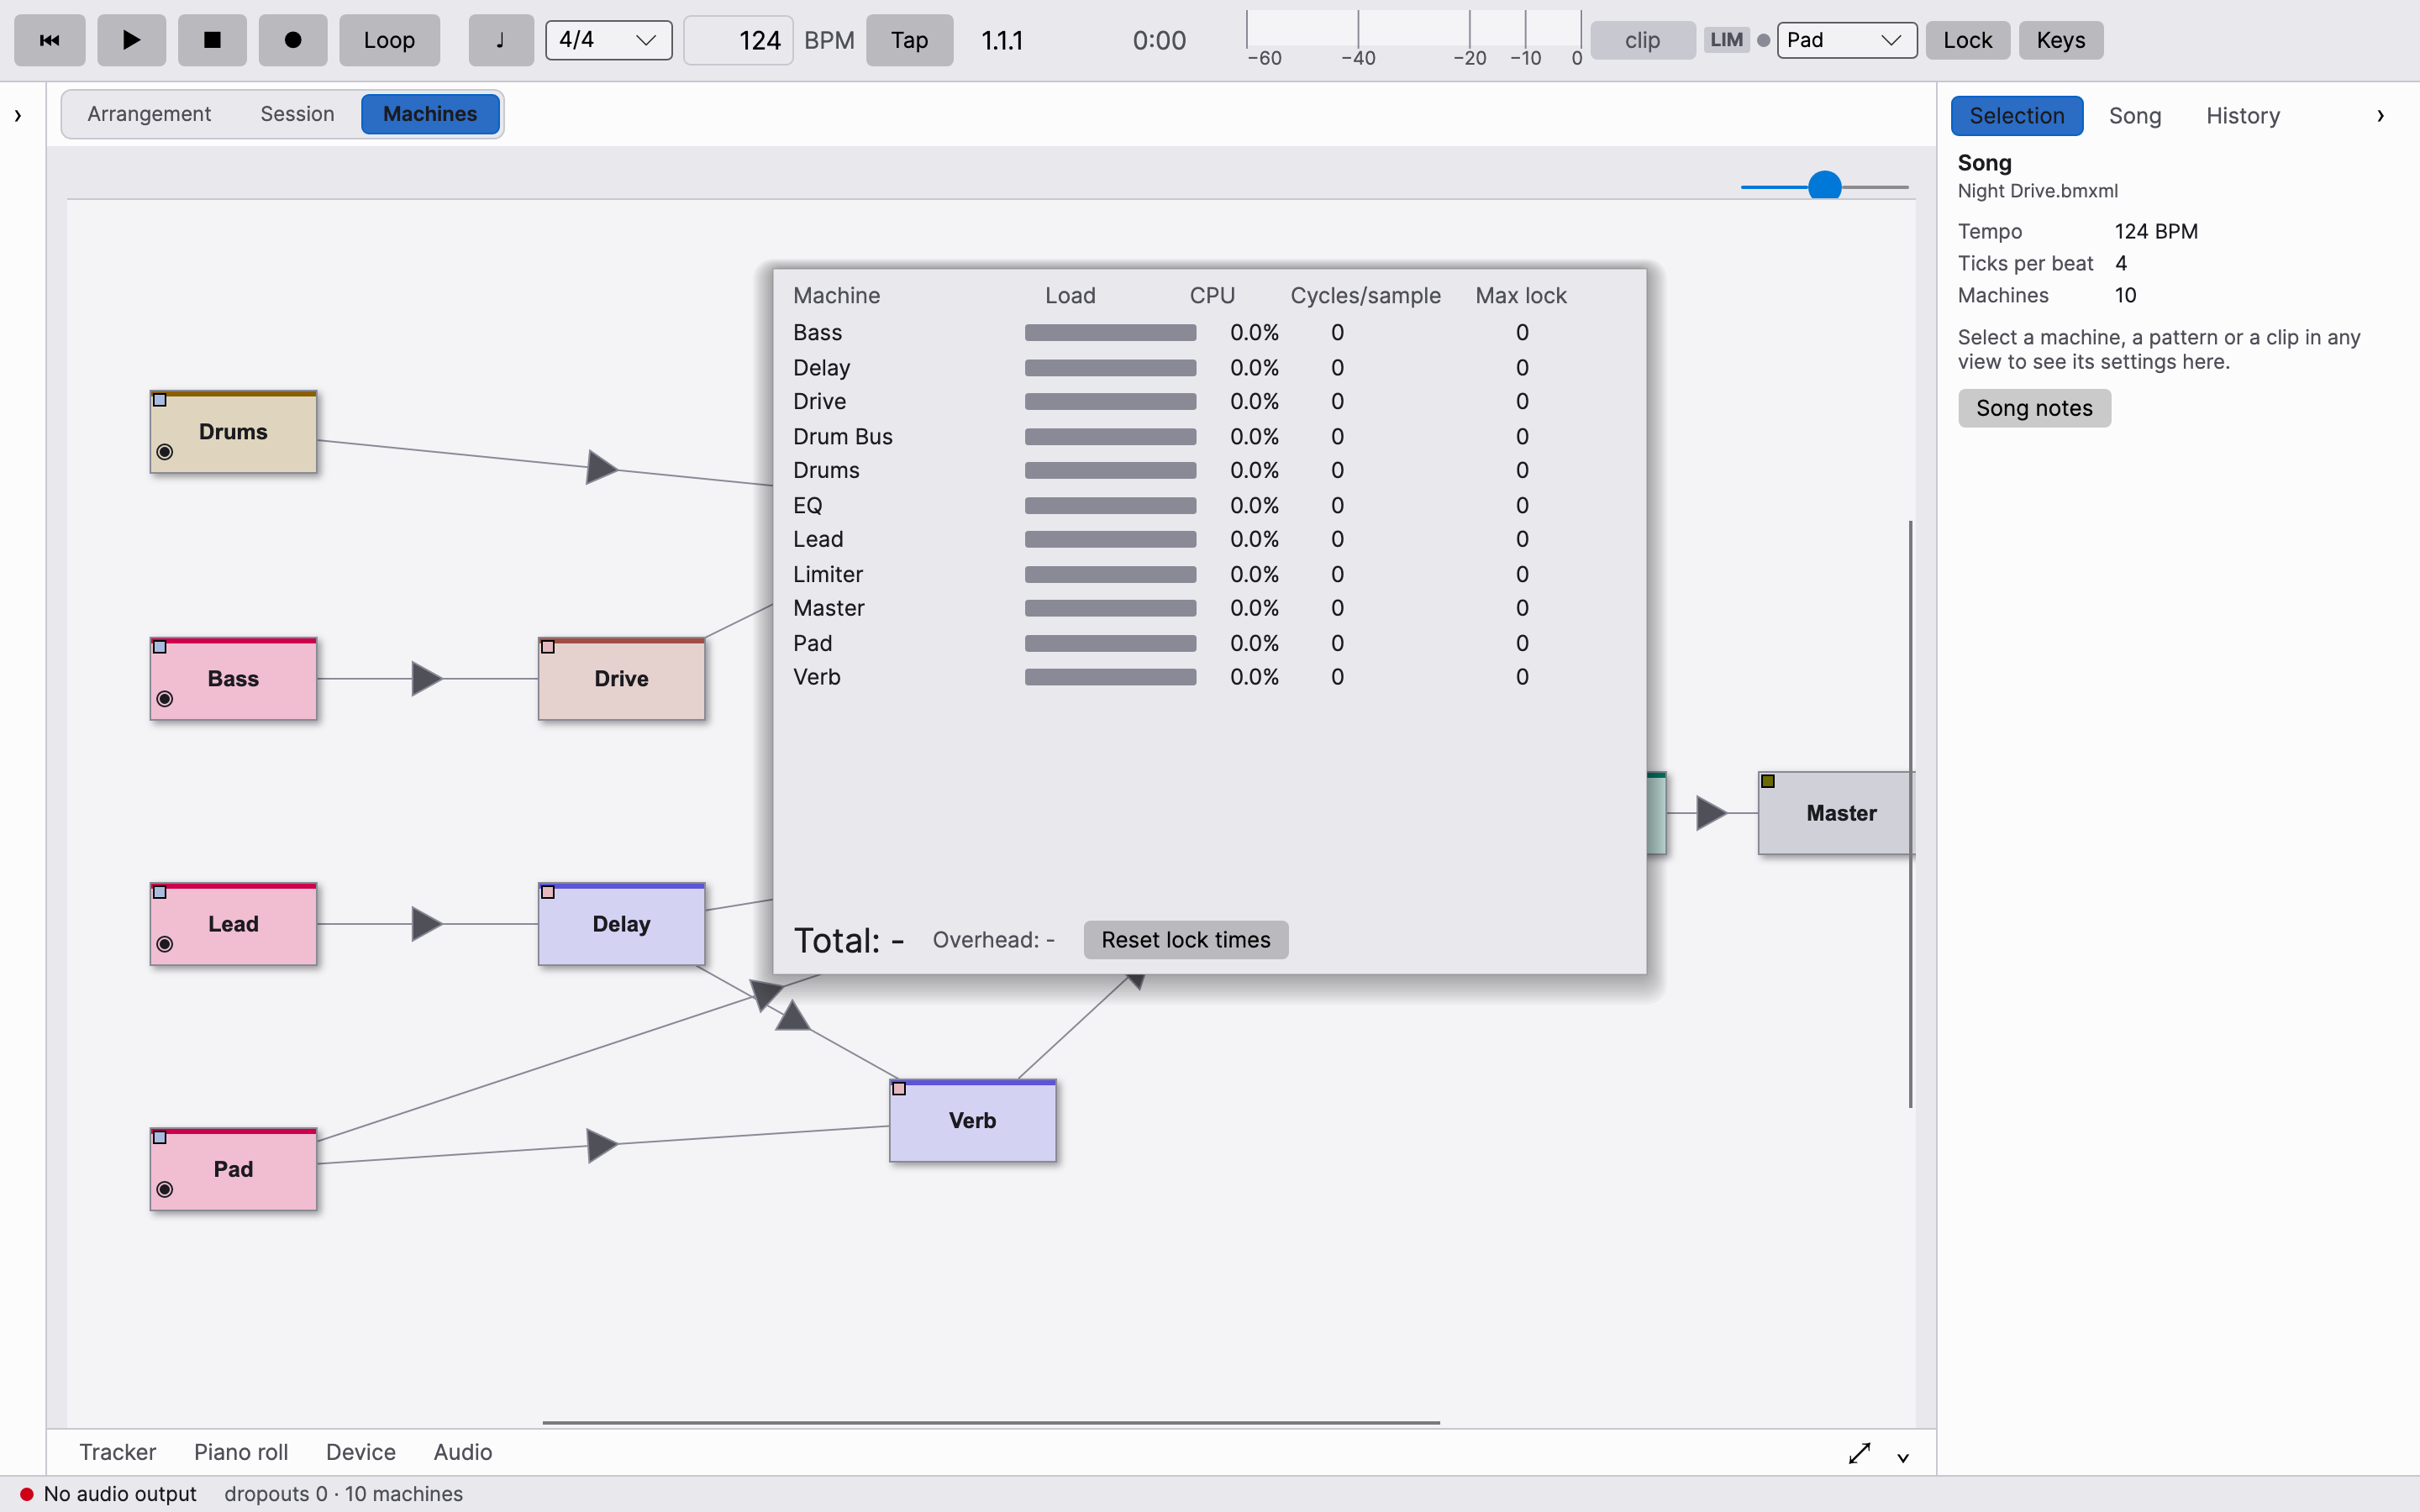 Loop
4/4
124 BPM
Tap
1.1.1
0:00
−60 −40 −20 −10 0
clip
LIM
Pad
Lock
Keys
Arrangement Session Machines
Selection Song History
Song
Night Drive.bmxml
Tempo 124 BPM
Ticks per beat 4
Machines 10
Select a machine, a pattern or a clip in any
view to see its settings here.
Song notes
Machine Load CPU Cycles/sample Max lock
Bass 0.0% 0 0
Delay 0.0% 0 0
Drive 0.0% 0 0
Drum Bus 0.0% 0 0
Drums 0.0% 0 0
EQ 0.0% 0 0
Lead 0.0% 0 0
Limiter 0.0% 0 0
Master 0.0% 0 0
Pad 0.0% 0 0
Verb 0.0% 0 0
Total: - Overhead: - Reset lock times
Drums
Bass
Drive
Master
Lead
Delay
Verb
Pad
Tracker Piano roll Device Audio
No audio output dropouts 0 · 10 machines